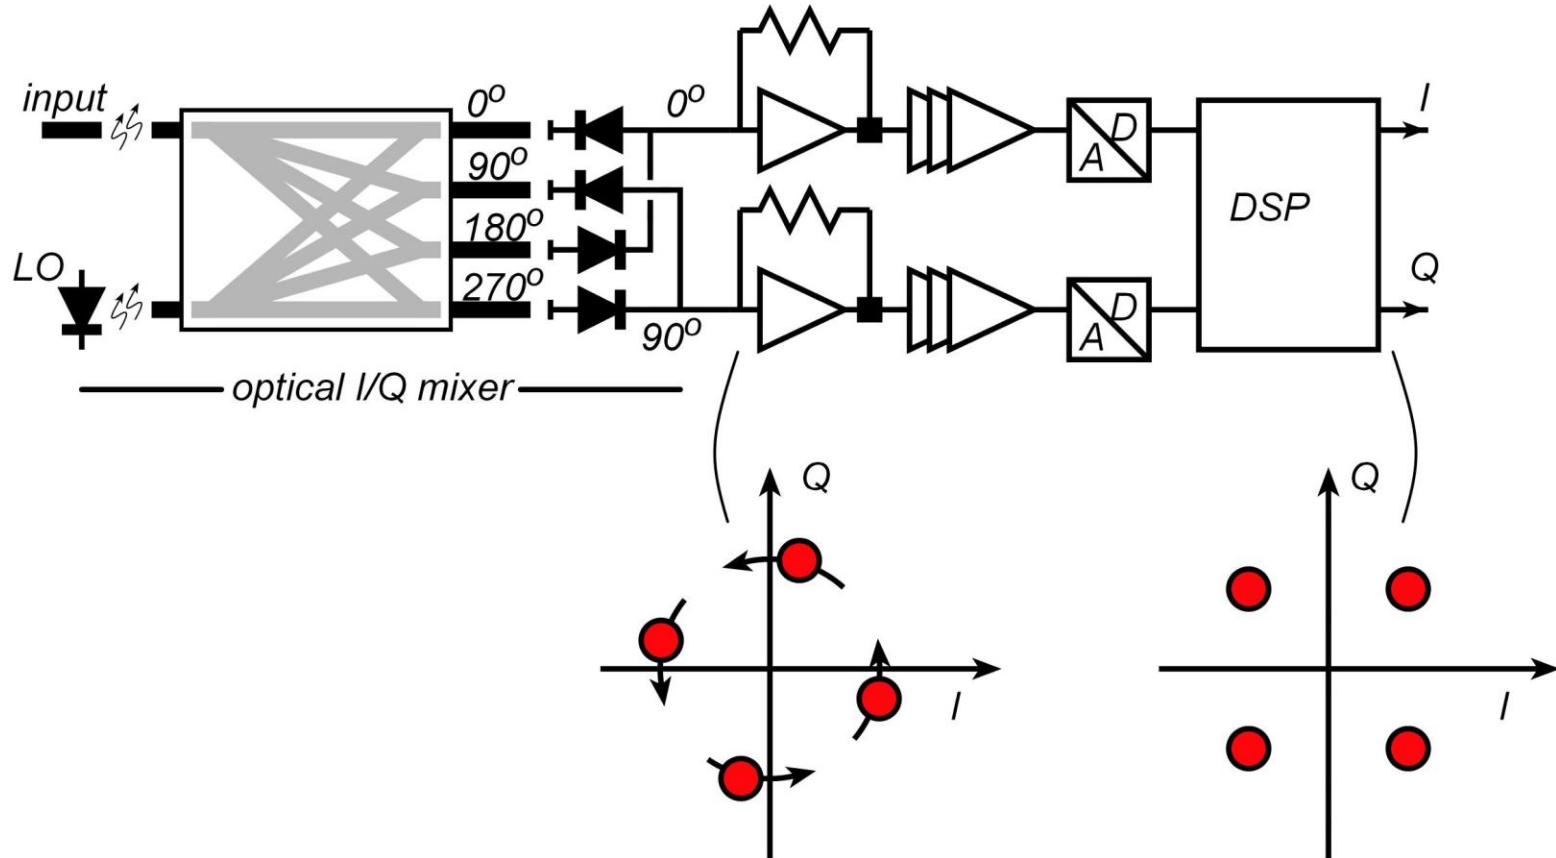 input
0°
0°
I
90°
D
A
DSP
180°
LO
270°
Q
90°
D
A
optical I/Q mixer
Q
Q
I
I